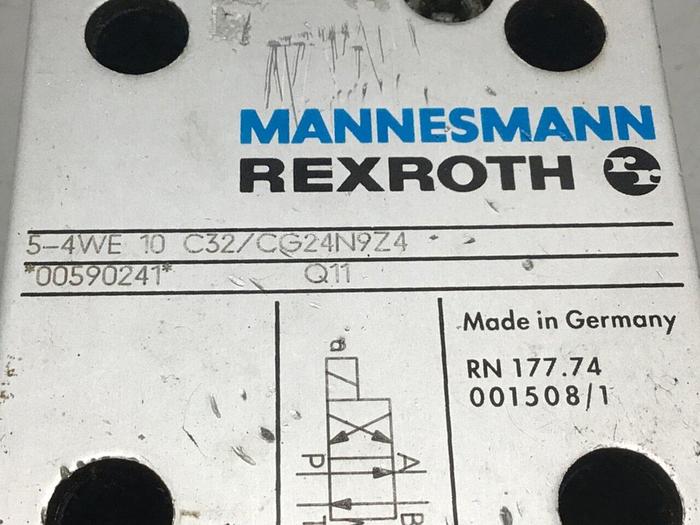 MANNESMANN
REXROTH
5-4WE 10 C32/CG24N9Z4
*00590241* Q11
Made in Germany
RN 177.74
001508/1
a
P A
T B